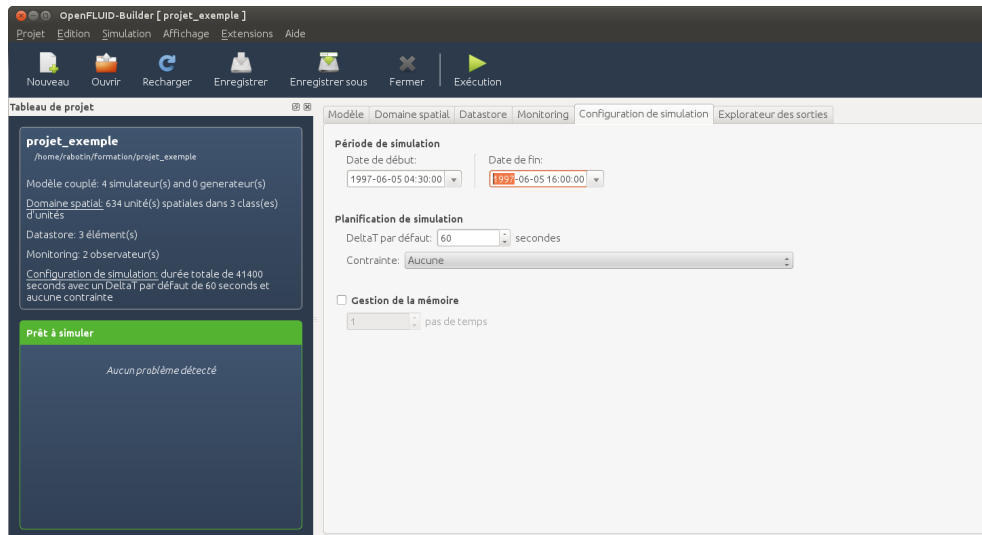 OpenFLUID-Builder [ projet_exemple ]
Projet Edition Simulation Affichage Extensions Aide
Nouveau Ouvrir Recharger Enregistrer Enregistrer sous Fermer Exécution
Tableau de projet
projet_exemple
/home/rabotin/formation/projet_exemple
Modèle couplé: 4 simulateur(s) and 0 generateur(s)
Domaine spatial: 634 unité(s) spatiales dans 3 class(es)
d'unités
Datastore: 3 élément(s)
Monitoring: 2 observateur(s)
Configuration de simulation: durée totale de 41400
secondes avec un DeltaT par défaut de 60 secondes et
aucune contrainte
Prêt à simuler
Aucun problème détecté
Modèle Domaine spatial Datastore Monitoring Configuration de simulation Explorateur des sorties
Période de simulation
Date de début: Date de fin:
1997-06-05 04:30:00 1997-06-05 16:00:00
Planification de simulation
DeltaT par défaut: 60 secondes
Contrainte: Aucune
Gestion de la mémoire
1 pas de temps